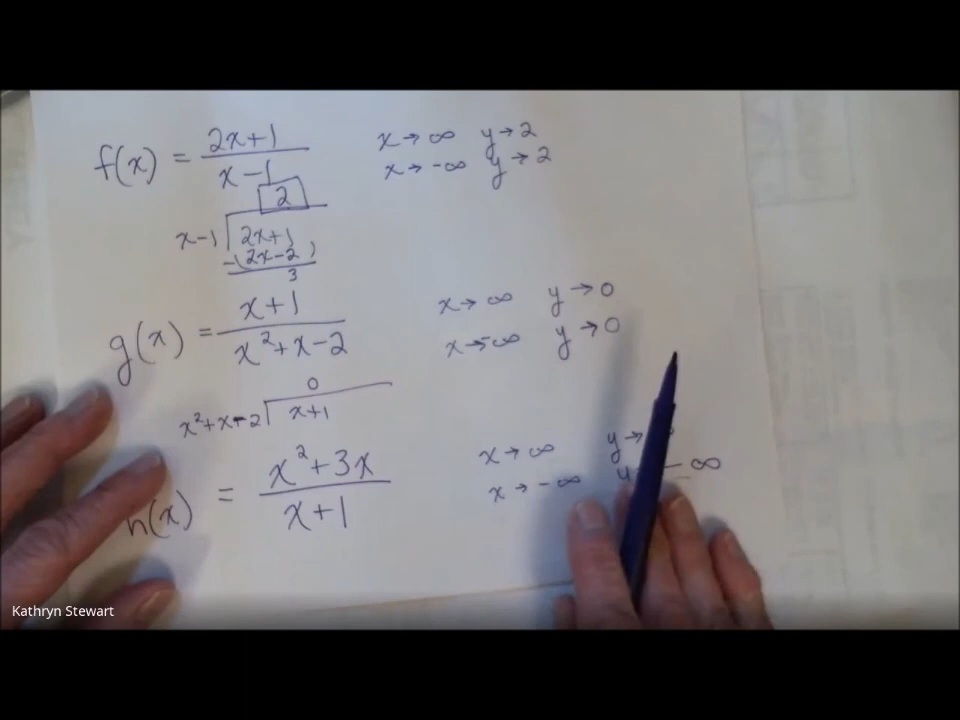 f(x) = 2x+1 / x-1    x→∞  y→2
x→-∞  y→2
2
x-1 | 2x+1
-(2x-2)
3
g(x) = x+1 / x²+x-2    x→∞  y→0
x→-∞  y→0
0
x²+x-2 | x+1
h(x) = x²+3x / x+1    x→∞  y→
x→-∞  -∞
Kathryn Stewart